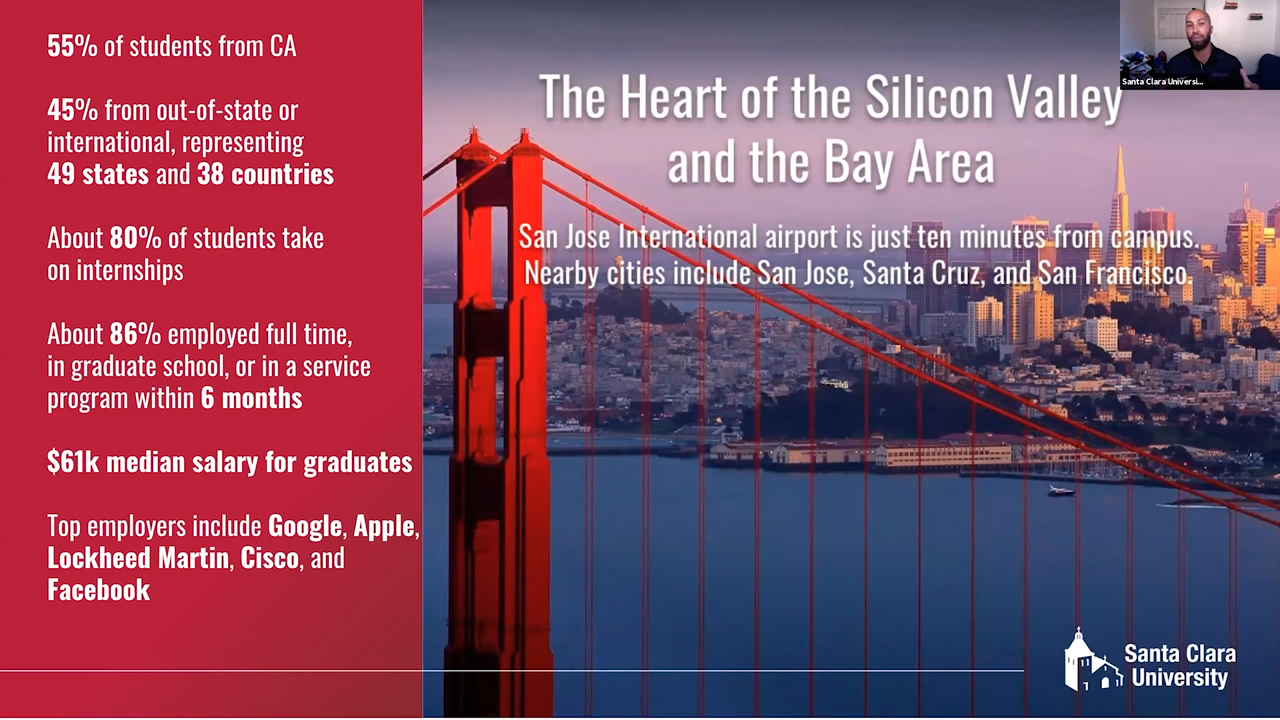 55% of students from CA
45% from out-of-state or
international, representing
49 states and 38 countries
About 80% of students take
on internships
About 86% employed full time,
in graduate school, or in a service
program within 6 months
$61k median salary for graduates
Top employers include Google, Apple,
Lockheed Martin, Cisco, and
Facebook
The Heart of the Silicon Valley
and the Bay Area
San Jose International airport is just ten minutes from campus.
Nearby cities include San Jose, Santa Cruz, and San Francisco.
Santa Clara Universi...
Santa Clara
University